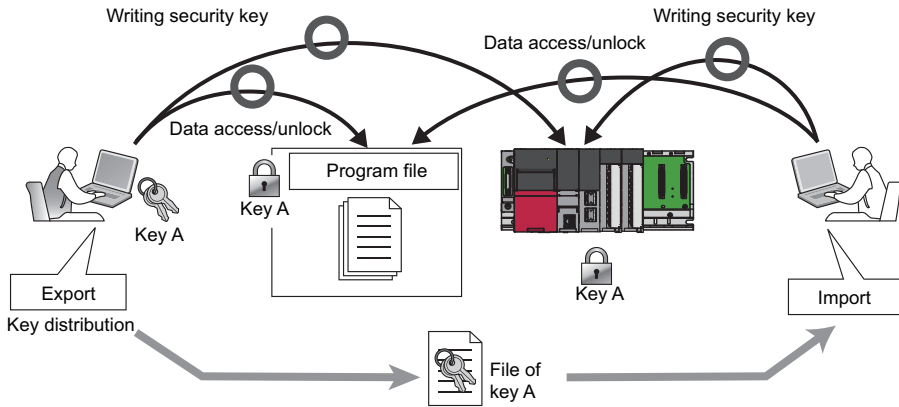 Writing security key
Writing security key
Data access/unlock
Data access/unlock
Program file
Key A
Key A
Key A
Export
Import
Key distribution
File of
key A